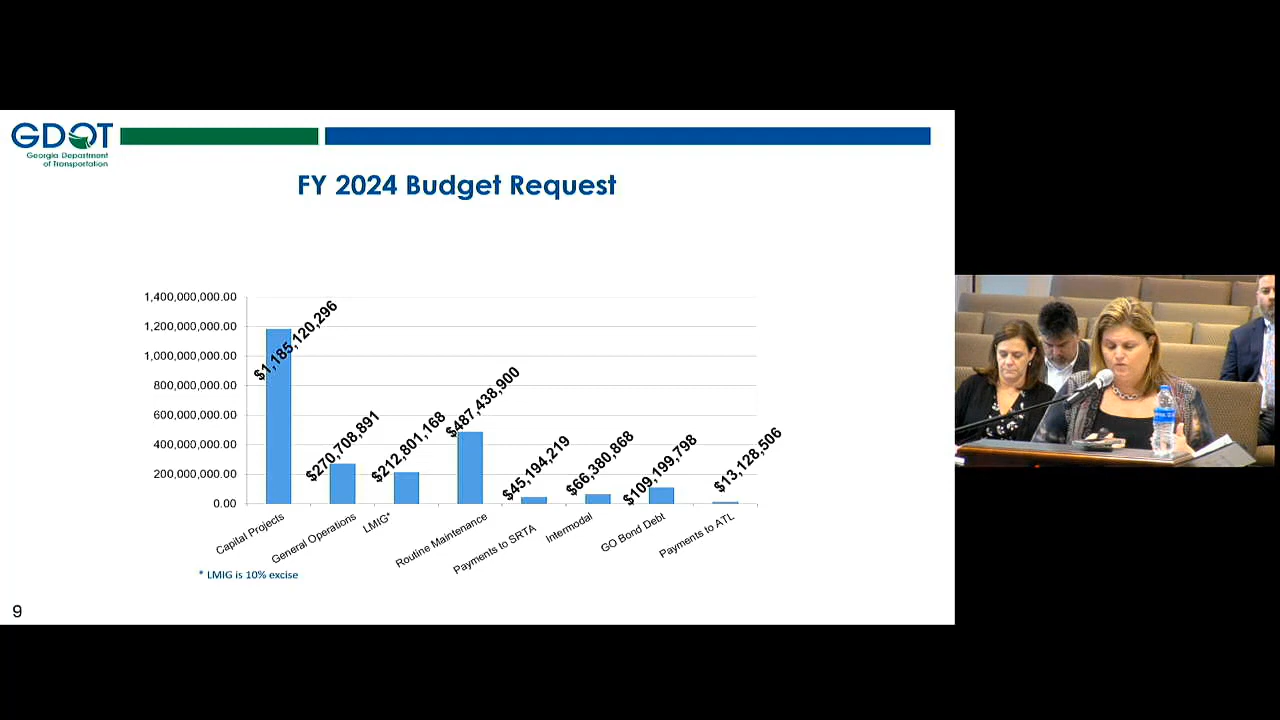 GDOT
Georgia Department
of Transportation
FY 2024 Budget Request
1,400,000,000.00
1,200,000,000.00
1,000,000,000.00
800,000,000.00
600,000,000.00
400,000,000.00
200,000,000.00
0.00
$1,185,120,296
$270,708,891
$212,801,168
$487,438,900
$45,194,219
$66,380,868
$109,199,798
$13,128,506
Capital Projects
General Operations
LMIG*
Routine Maintenance
Payments to SRTA
Intermodal
GO Bond Debt
Payments to ATL
* LMIG is 10% excise
9